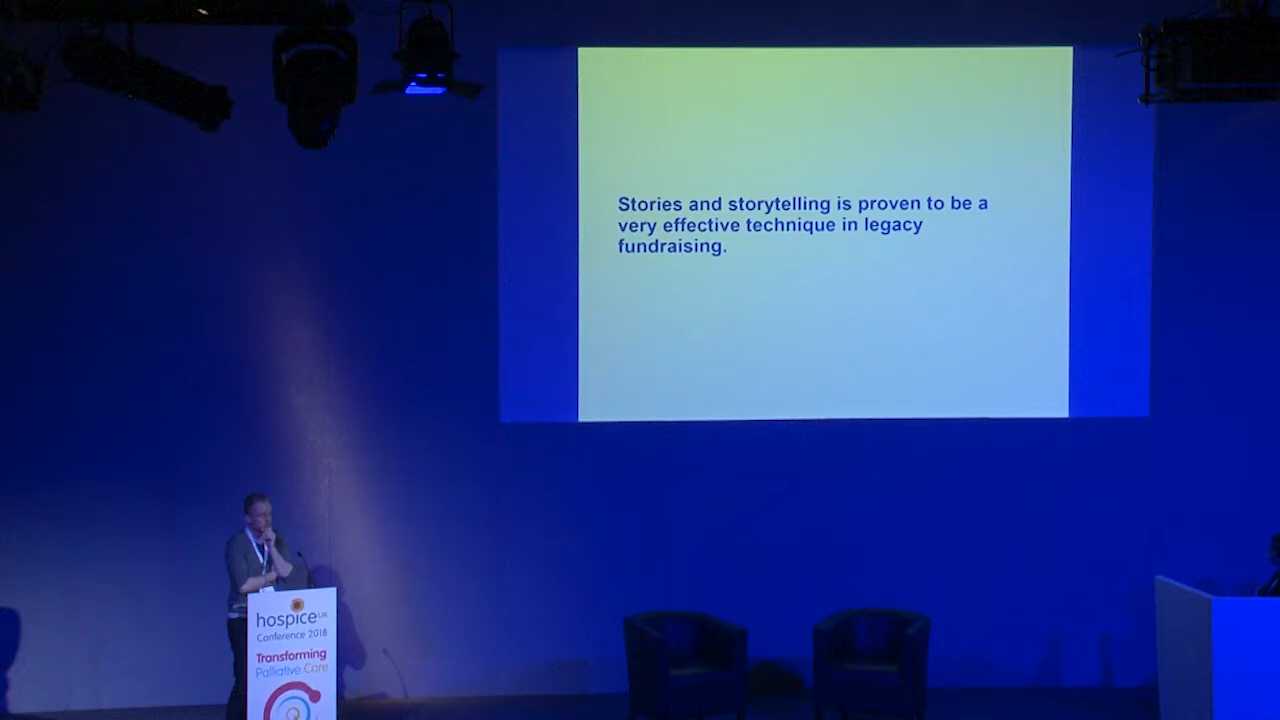 Stories and storytelling is proven to be a
very effective technique in legacy
fundraising.
hospice UK
Conference 2018
Transforming
Palliative Care